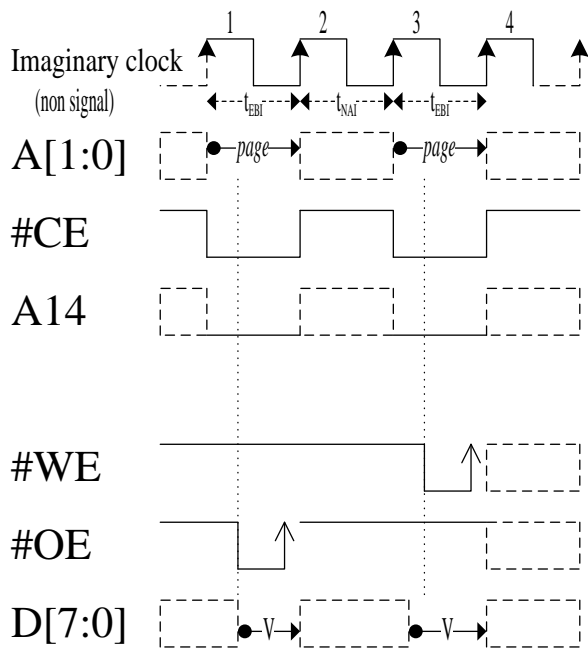 1 2 3 4
Imaginary clock
(non signal)
tEBI tNAI tEBI
A[1:0] page page
#CE
A14
#WE
#OE
D[7:0] V V